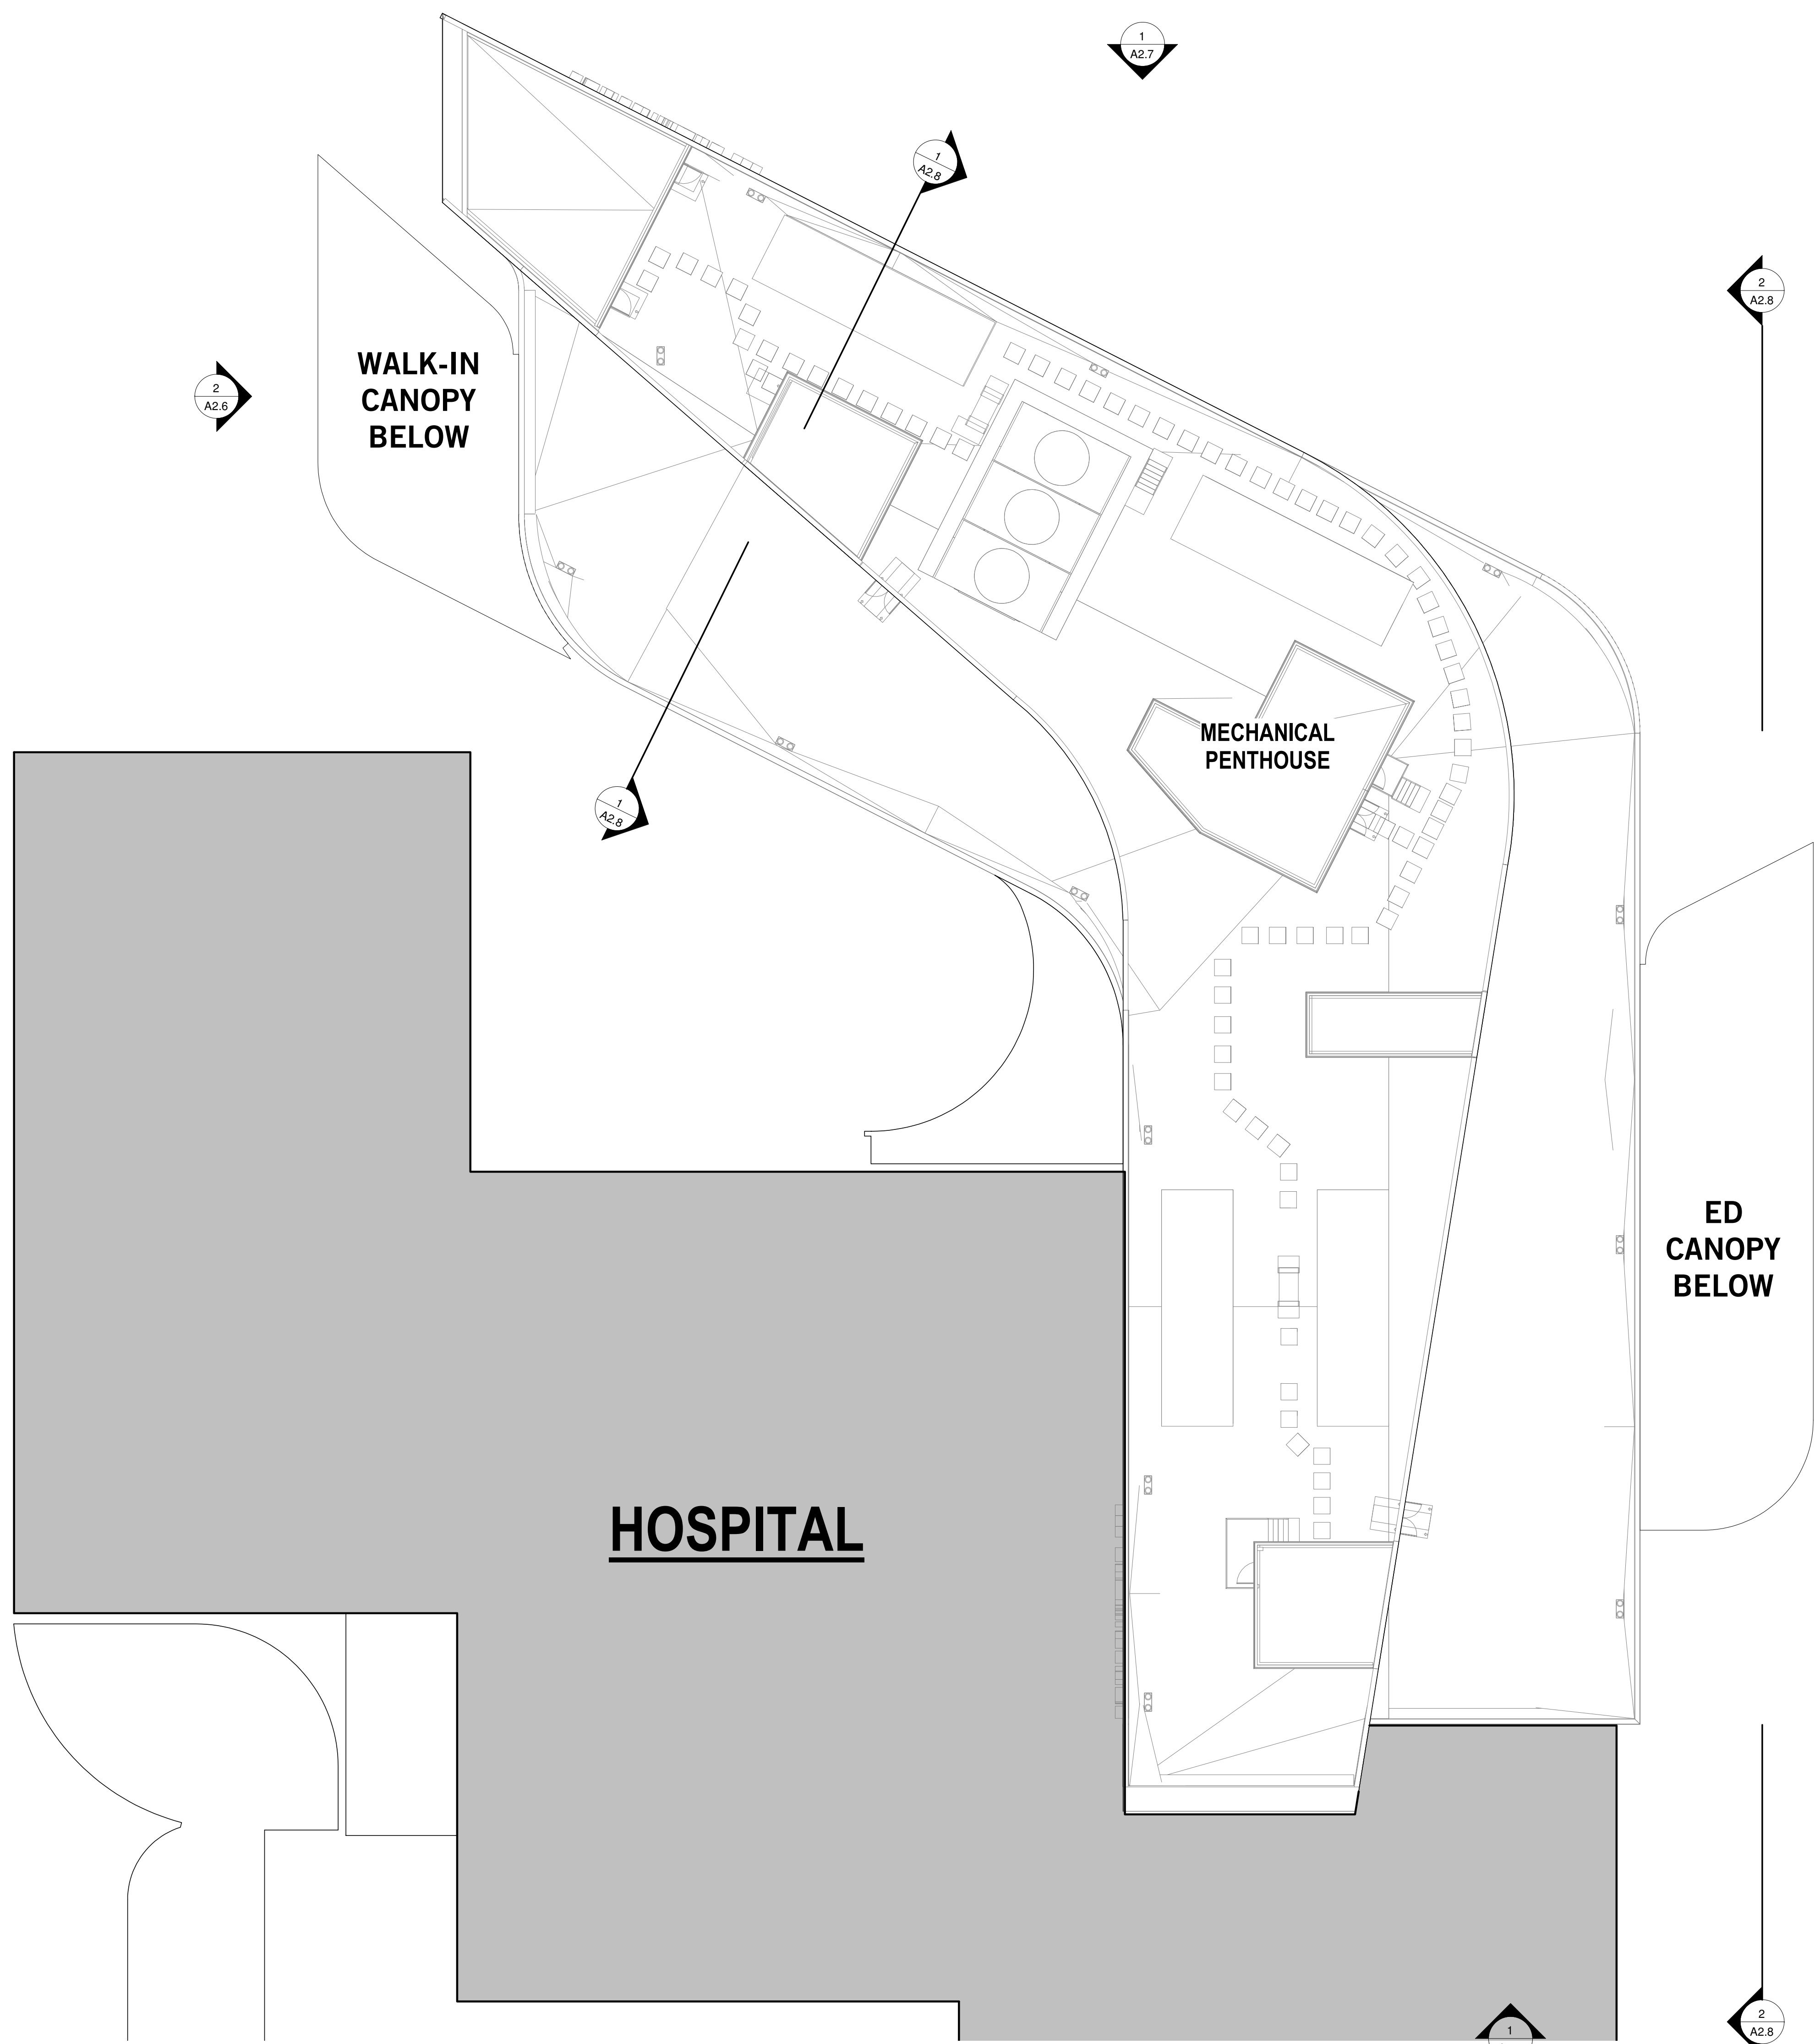 1
A2.7
1
A2.8
2
A2.8
WALK-IN
CANOPY
BELOW
2
A2.6
MECHANICAL
PENTHOUSE
1
A2.8
ED
CANOPY
BELOW
HOSPITAL
2
A2.8
1